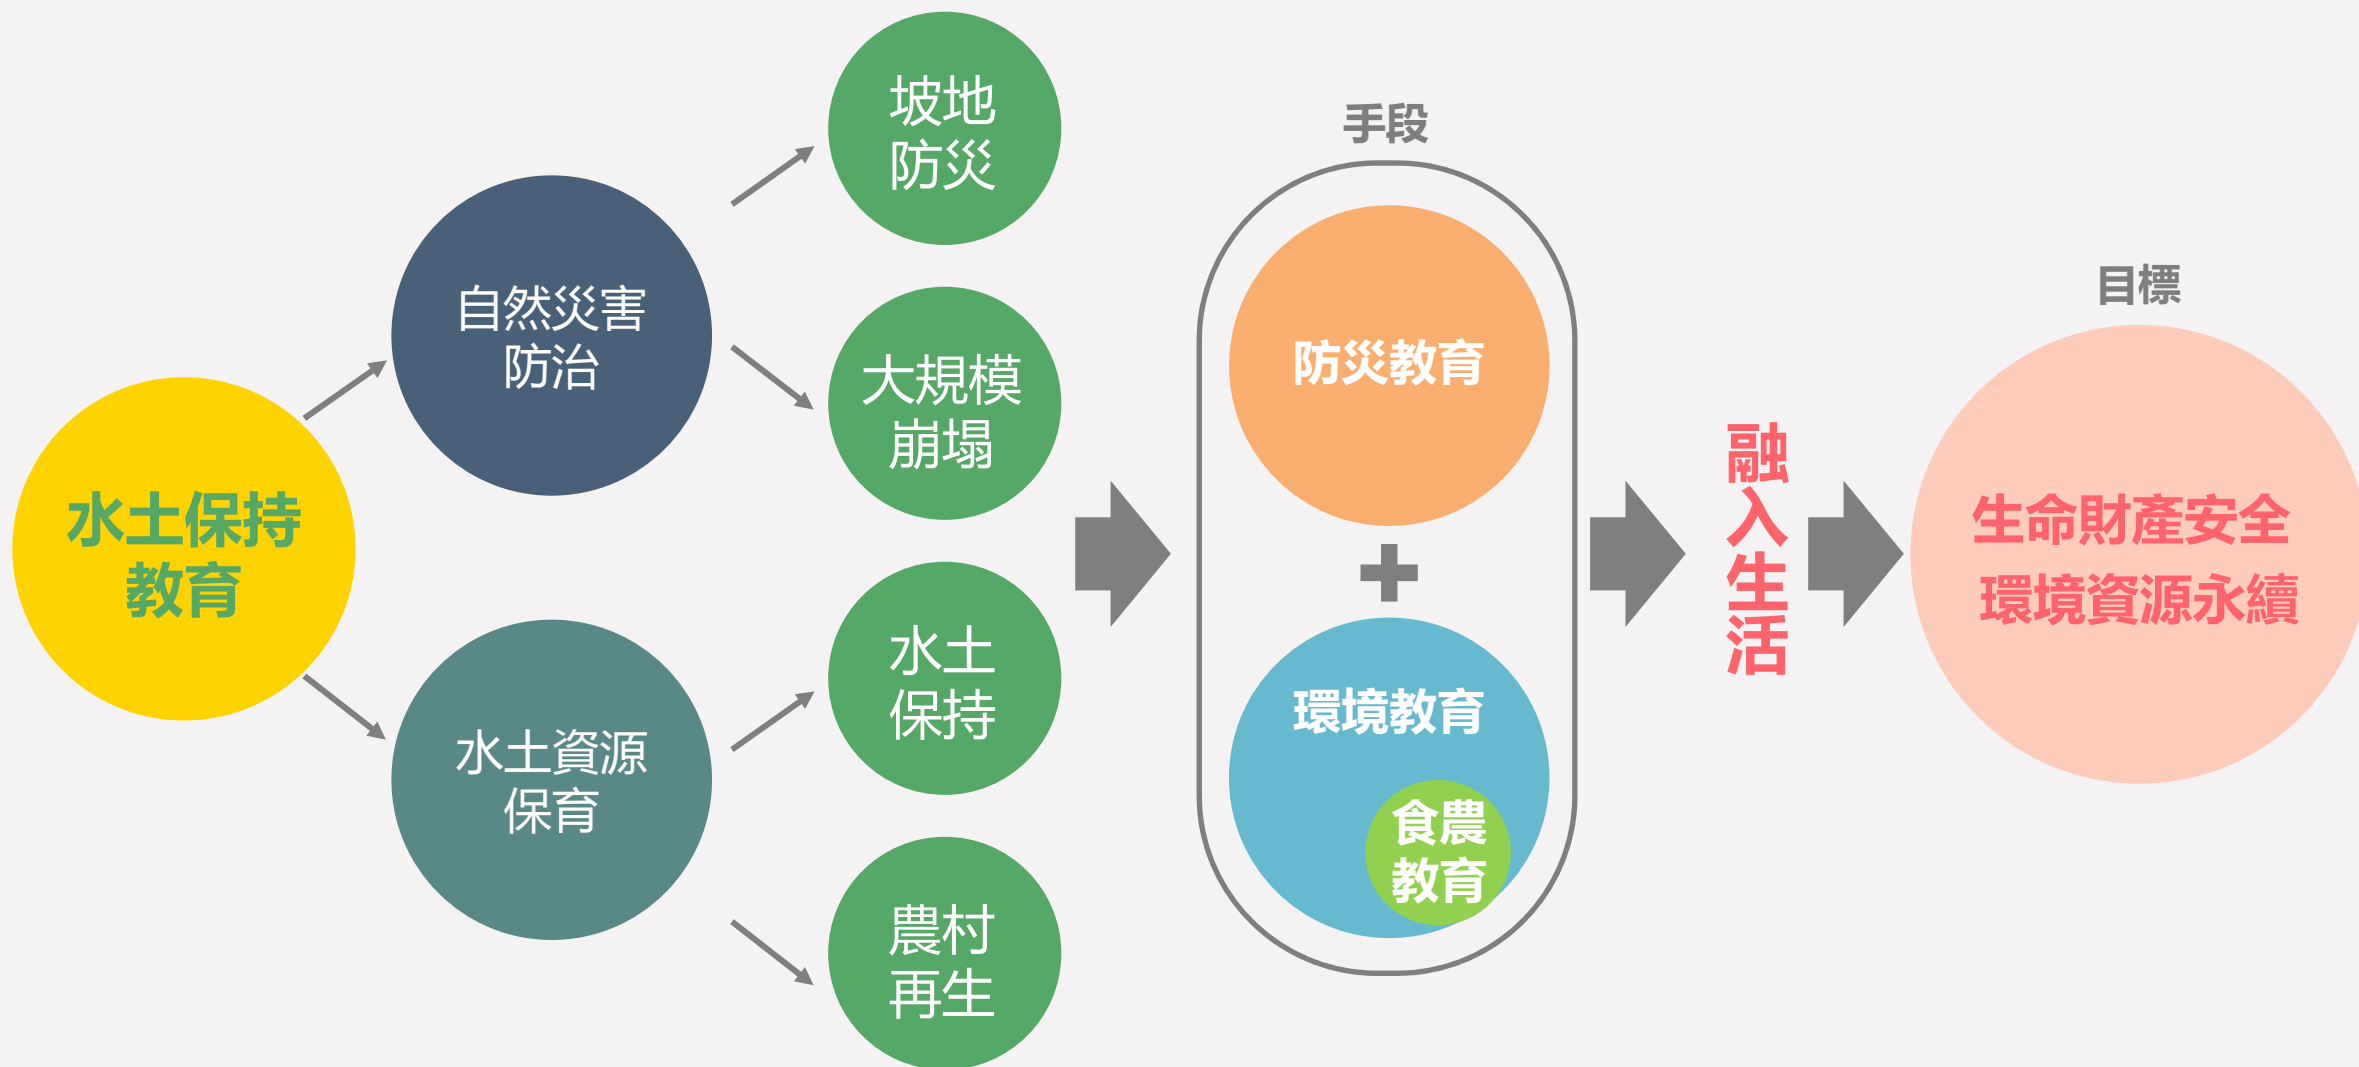 水土保持
教育
自然災害
防治
水土資源
保育
坡地
防災
大規模
崩塌
水土
保持
農村
再生
手段
防災教育
環境教育
食農
教育
融入生活
目標
生命財產安全
環境資源永續